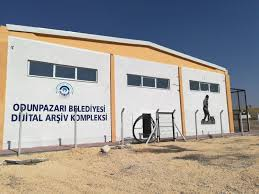 ODUNPAZARI BELEDİYESİ
DİJİTAL ARŞİV KOMPLEKSİ